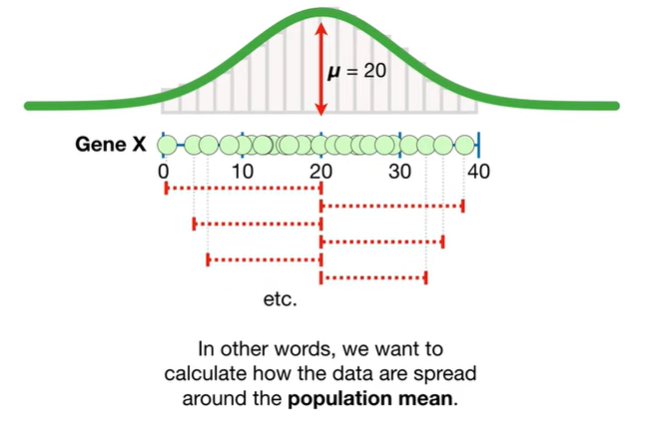 μ = 20
Gene X
0 10 20 30 40
etc.
In other words, we want to
calculate how the data are spread
around the population mean.